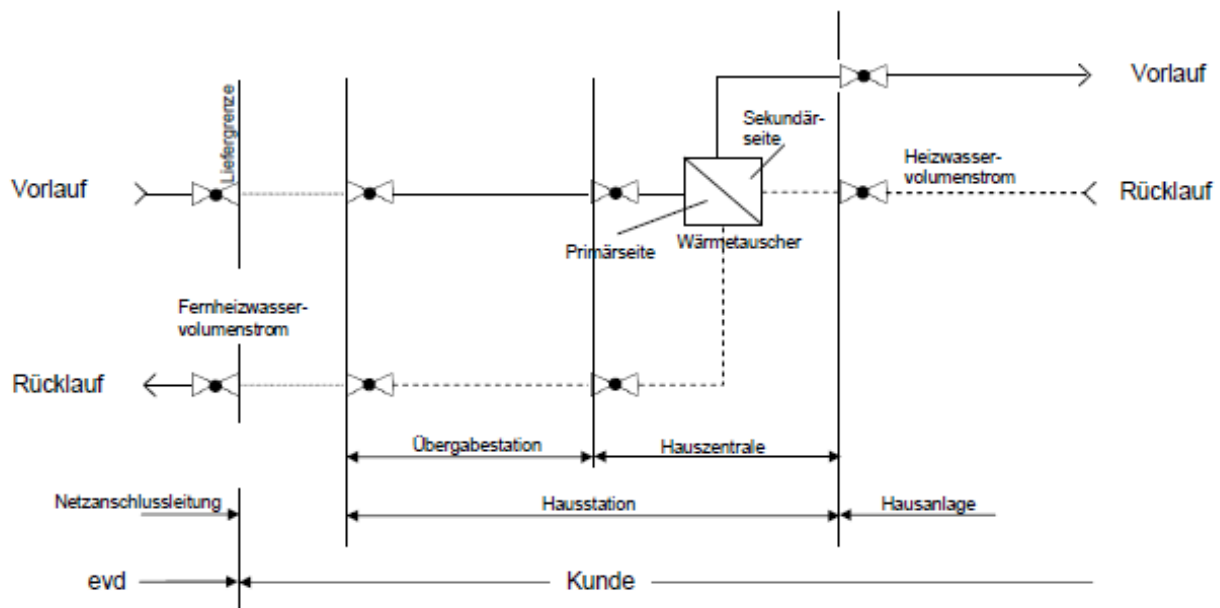 Vorlauf
Liefergrenze
Sekundär-
seite
Vorlauf
Heizwasser-
volumenstrom
Rücklauf
Primärseite
Wärmetauscher
Fernheizwasser-
volumenstrom
Rücklauf
Übergabestation
Hauszentrale
Netzanschlussleitung
Hausstation
Hausanlage
evd
Kunde